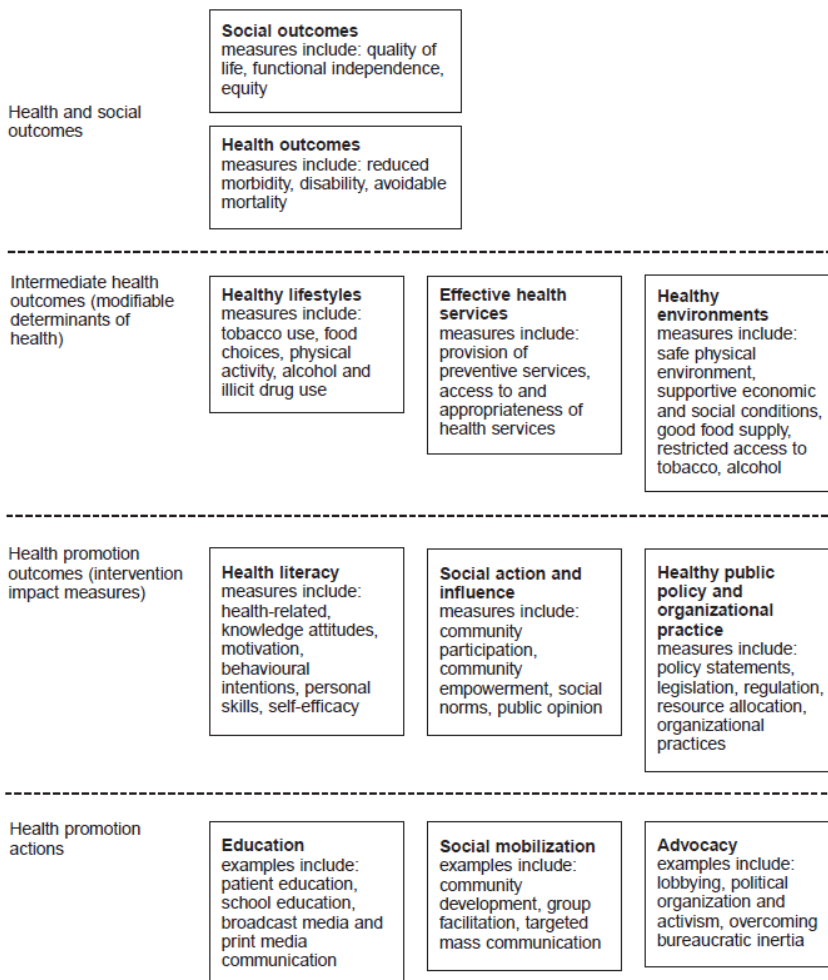 Social outcomes
measures include: quality of
life, functional independence,
equity
Health and social
outcomes
Health outcomes
measures include: reduced
morbidity, disability, avoidable
mortality
Intermediate health
outcomes (modifiable
determinants of
health)
Healthy lifestyles
measures include:
tobacco use, food
choices, physical
activity, alcohol and
illicit drug use
Effective health
services
measures include:
provision of
preventive services,
access to and
appropriateness of
health services
Healthy
environments
measures include:
safe physical
environment,
supportive economic
and social conditions,
good food supply,
restricted access to
tobacco, alcohol
Health promotion
outcomes (intervention
impact measures)
Health literacy
measures include:
health-related,
knowledge attitudes,
motivation,
behavioural
intentions, personal
skills, self-efficacy
Social action and
influence
measures include:
community
participation,
community
empowerment, social
norms, public opinion
Healthy public
policy and
organizational
practice
measures include:
policy statements,
legislation, regulation,
resource allocation,
organizational
practices
Health promotion
actions
Education
examples include:
patient education,
school education,
broadcast media and
print media
communication
Social mobilization
examples include:
community
development, group
facilitation, targeted
mass communication
Advocacy
examples include:
lobbying, political
organization and
activism, overcoming
bureaucratic inertia